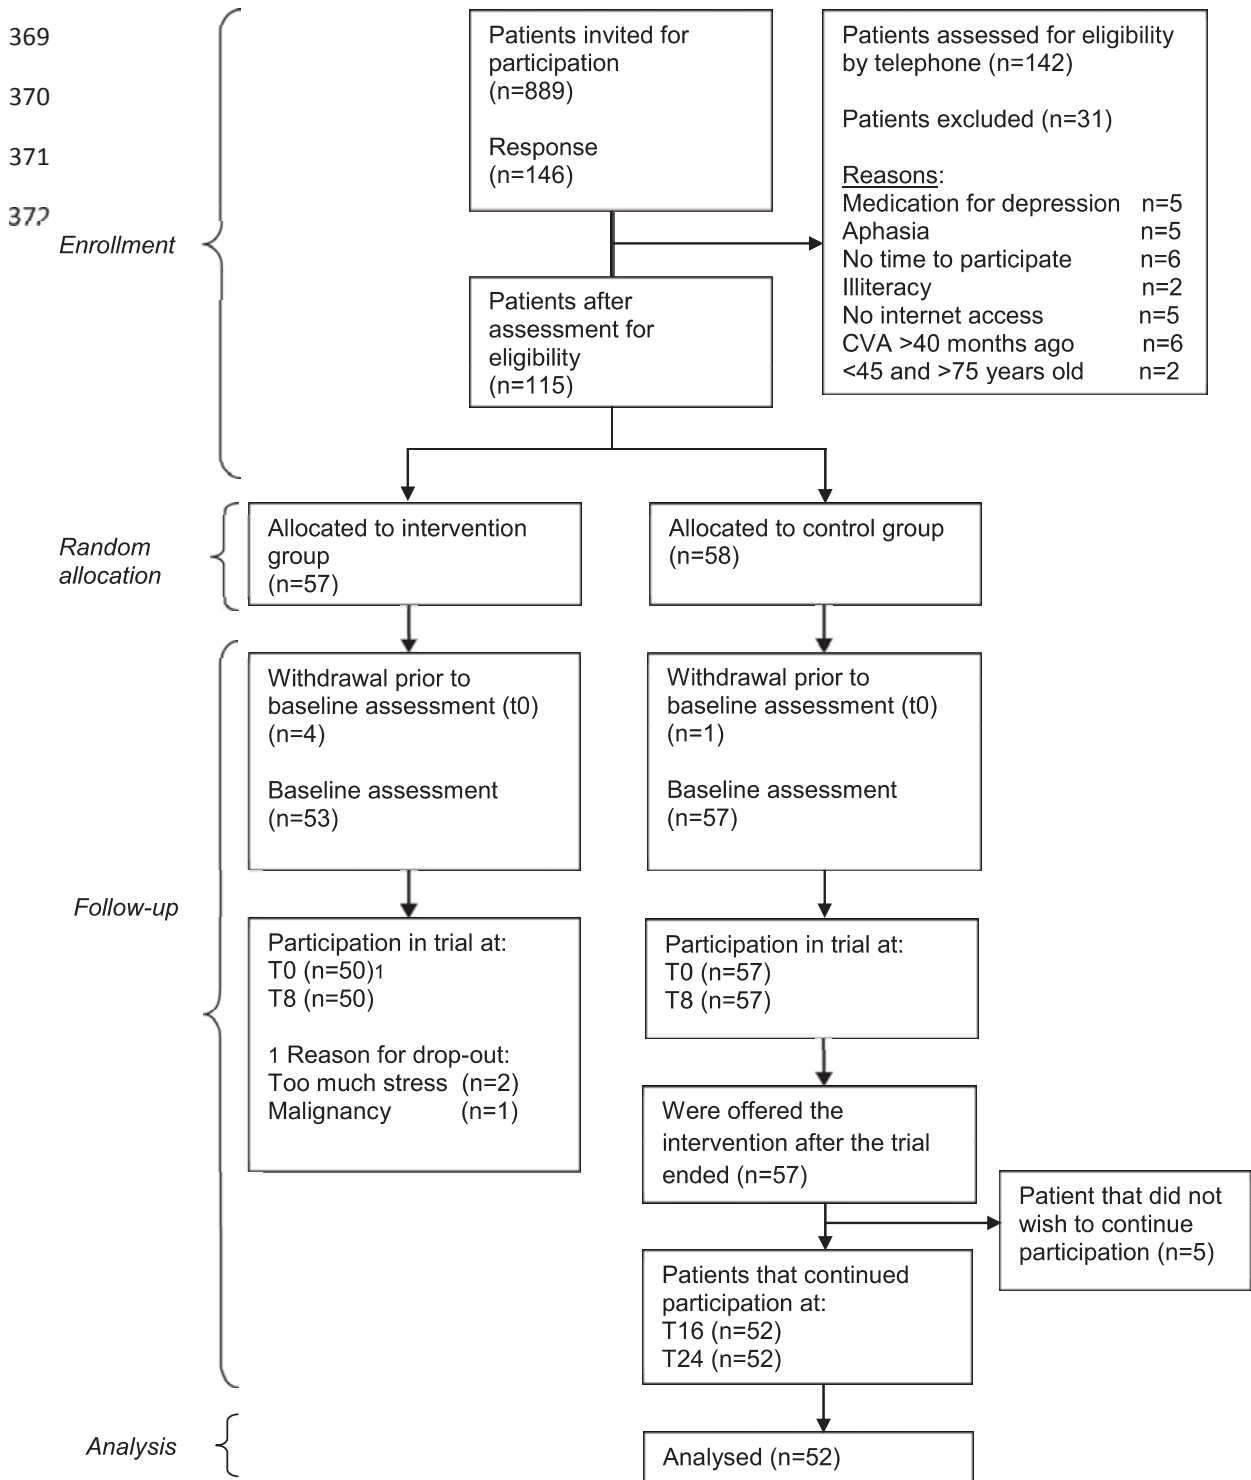 369
370
371
372
Enrollment
Patients invited for
participation
(n=889)
Response
(n=146)
Patients assessed for eligibility
by telephone (n=142)
Patients excluded (n=31)
Reasons:
Medication for depression n=5
Aphasia n=5
No time to participate n=6
Illiteracy n=2
No internet access n=5
CVA >40 months ago n=6
<45 and >75 years old n=2
Patients after
assessment for
eligibility
(n=115)
Random
allocation
Allocated to intervention
group
(n=57)
Allocated to control group
(n=58)
Follow-up
Withdrawal prior to
baseline assessment (t0)
(n=4)
Baseline assessment
(n=53)
Withdrawal prior to
baseline assessment (t0)
(n=1)
Baseline assessment
(n=57)
Participation in trial at:
T0 (n=50)1
T8 (n=50)
1 Reason for drop-out:
Too much stress (n=2)
Malignancy (n=1)
Participation in trial at:
T0 (n=57)
T8 (n=57)
Were offered the
intervention after the trial
ended (n=57)
Patient that did not
wish to continue
participation (n=5)
Patients that continued
participation at:
T16 (n=52)
T24 (n=52)
Analysis
Analysed (n=52)